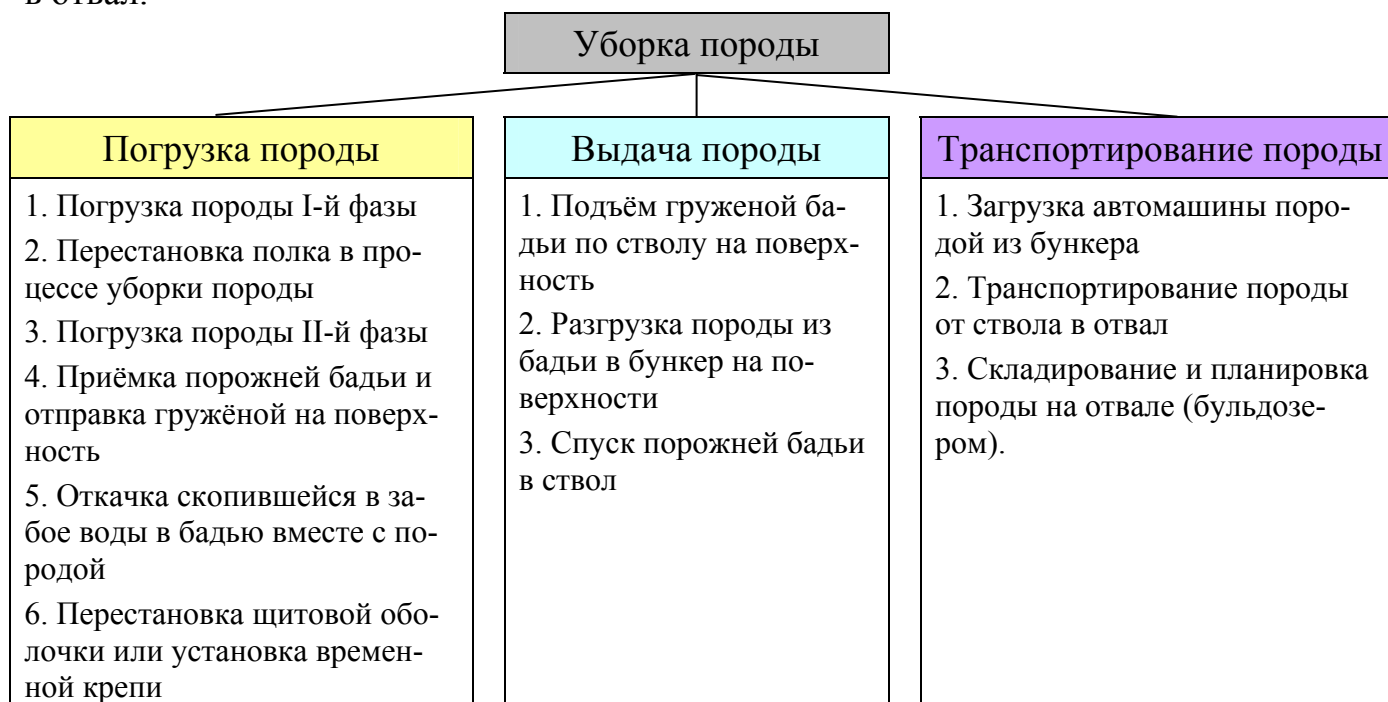 в отвал.
Уборка породы
Погрузка породы
1. Погрузка породы I-й фазы
2. Перестановка полка в про-
цессе уборки породы
3. Погрузка породы II-й фазы
4. Приёмка порожней бадьи и
отправка гружёной на поверх-
ность
5. Откачка скопившейся в за-
бое воды в бадью вместе с по-
родой
6. Перестановка щитовой обо-
лочки или установка времен-
ной крепи
Выдача породы
1. Подъём груженой ба-
дьи по стволу на поверх-
ность
2. Разгрузка породы из
бадьи в бункер на по-
верхности
3. Спуск порожней бадьи
в ствол
Транспортирование породы
1. Загрузка автомашины поро-
дой из бункера
2. Транспортирование породы
от ствола в отвал
3. Складирование и планировка
породы на отвале (бульдозе-
ром).